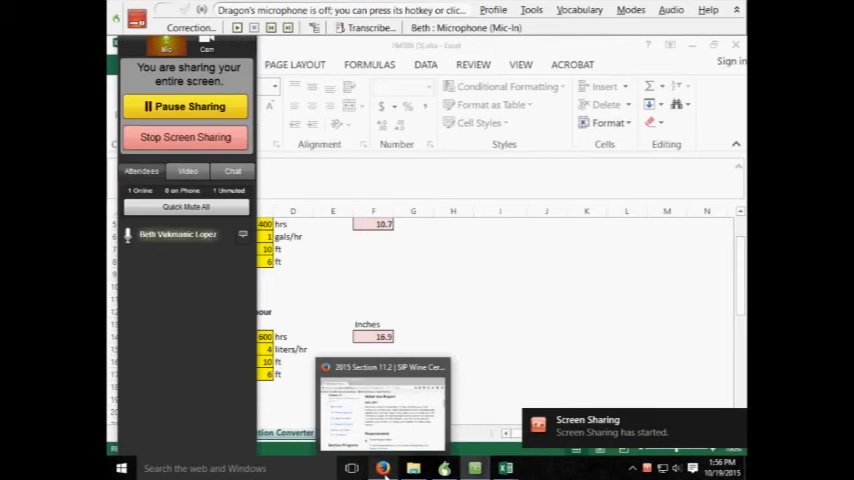 Dragon's microphone is off; you can press its hotkey or clic...
Profile Tools Vocabulary Modes Audio Help
Correction... Transcribe... Beth : Microphone (Mic-In)
Mic Cam
You are sharing your
entire screen.
Pause Sharing
Stop Screen Sharing
Attendees Video Chat
1 Online 0 on Phone 1 Unmuted
Quick Mute All
Beth Vukmanic Lopez
Excel
Sign in
PAGE LAYOUT FORMULAS DATA REVIEW VIEW ACROBAT
Conditional Formatting
Format as Table
Cell Styles
Insert
Delete
Format
Alignment Number Styles Cells Editing
D E F G H I J K L M N
400 hrs 10.7
1 gals/hr
10 ft
6 ft
our
Inches
600 hrs 16.9
4 liters/hr
10 ft
6 ft
tion Converter
2015 Section 11.2 | SIP Wine Cer...
Screen Sharing
Screen Sharing has started.
Search the web and Windows
1:56 PM
10/19/2015